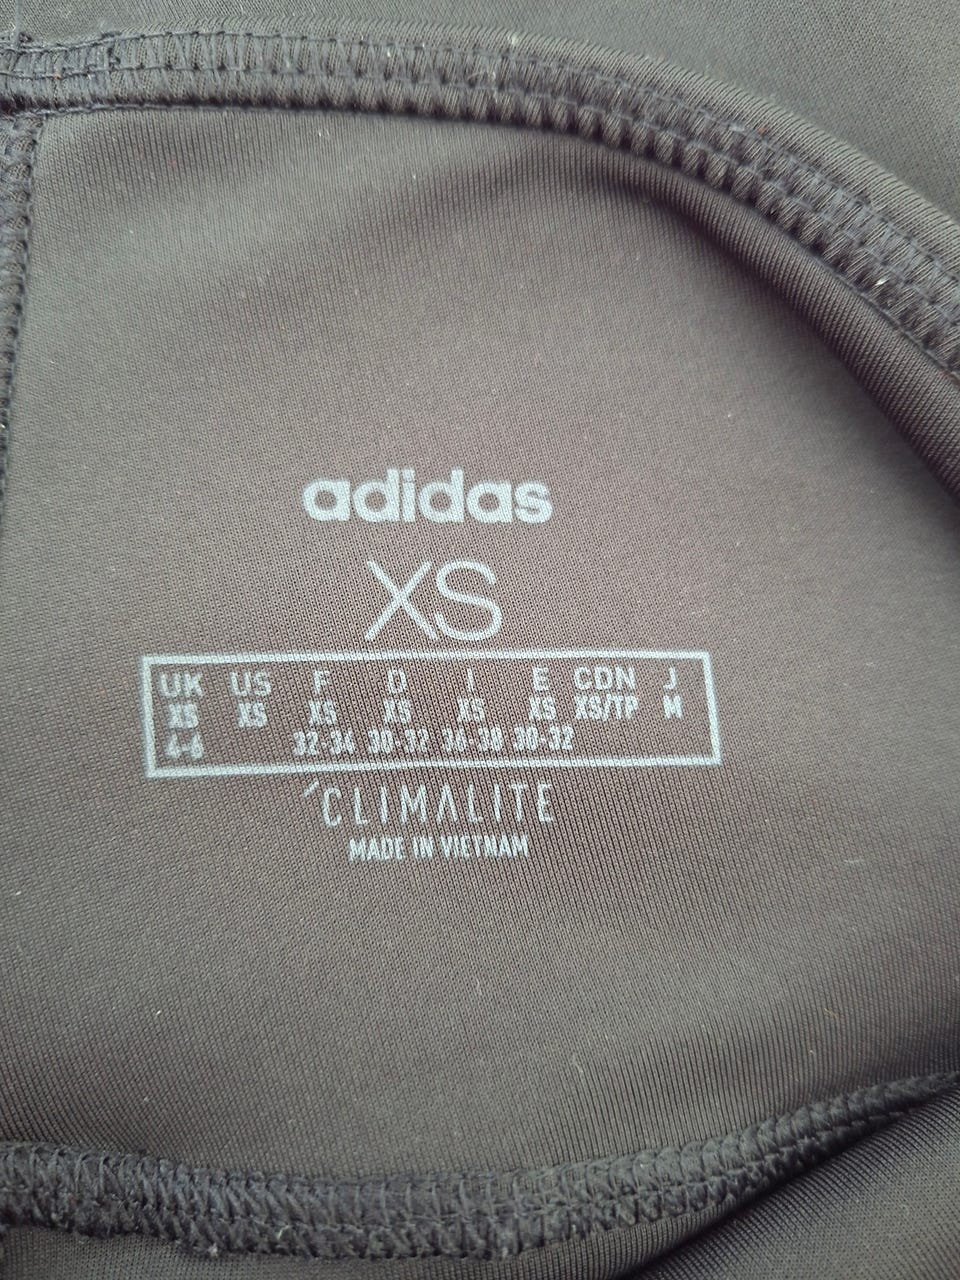 adidas
XS
UK US F D I E CDN J
XS XS XS XS XS XS XS/TP M
4-6 32-34 30-32 36-38 30-32
CLIMALITE
MADE IN VIETNAM